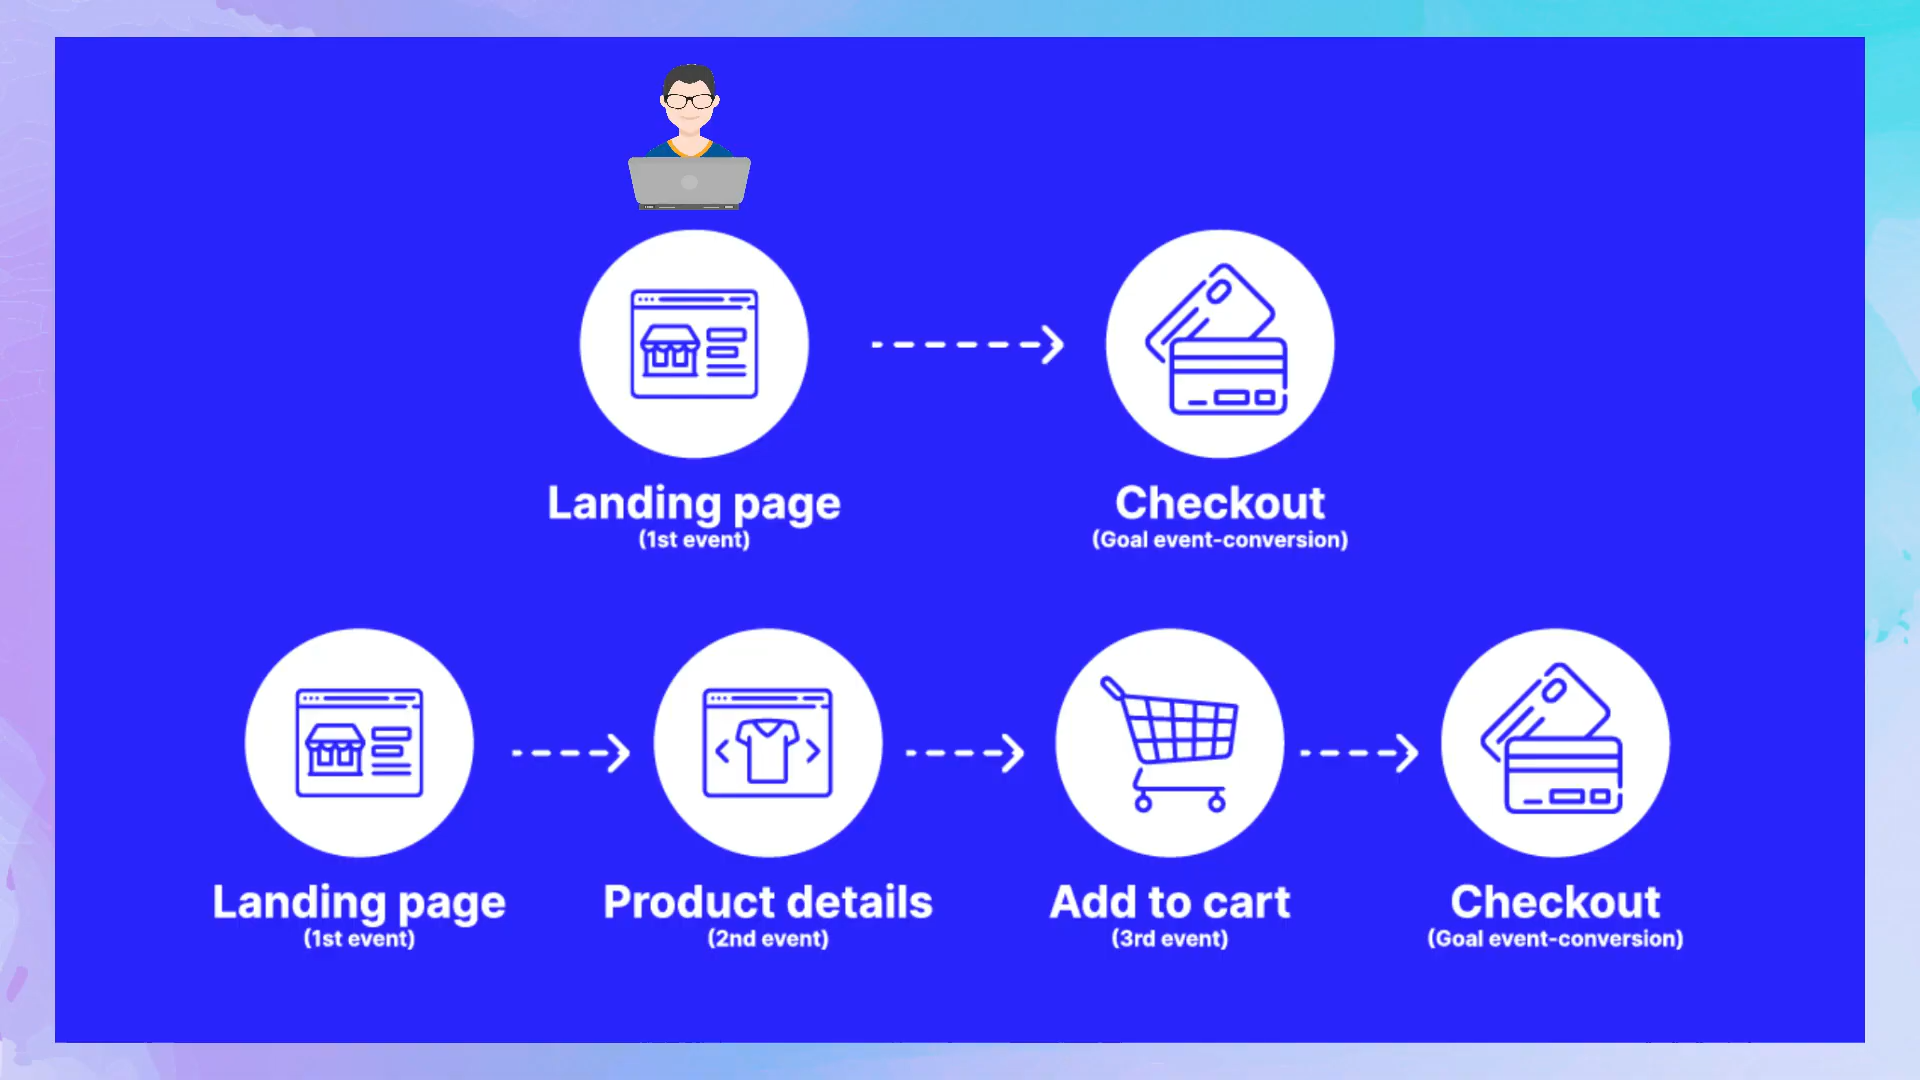 Landing page
(1st event)
Checkout
(Goal event-conversion)
Landing page
(1st event)
Product details
(2nd event)
Add to cart
(3rd event)
Checkout
(Goal event-conversion)